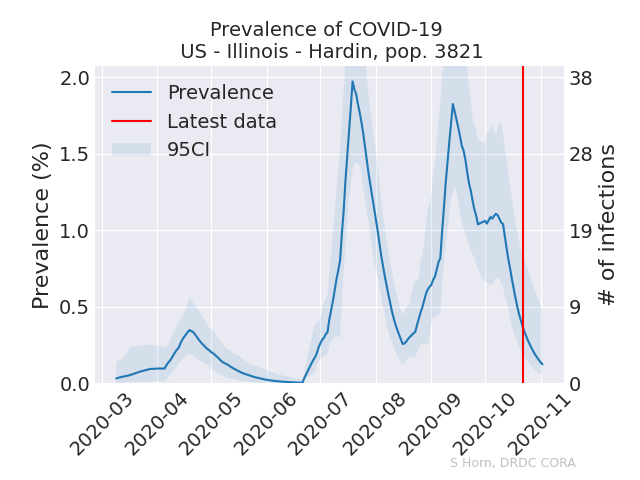 Prevalence of COVID-19
US - Illinois - Hardin, pop. 3821
Prevalence
Latest data
95CI
Prevalence (%)
2.0
1.5
1.0
0.5
0.0
# of infections
38
28
19
9
0
2020-03
2020-04
2020-05
2020-06
2020-07
2020-08
2020-09
2020-10
2020-11
S Horn, DRDC CORA